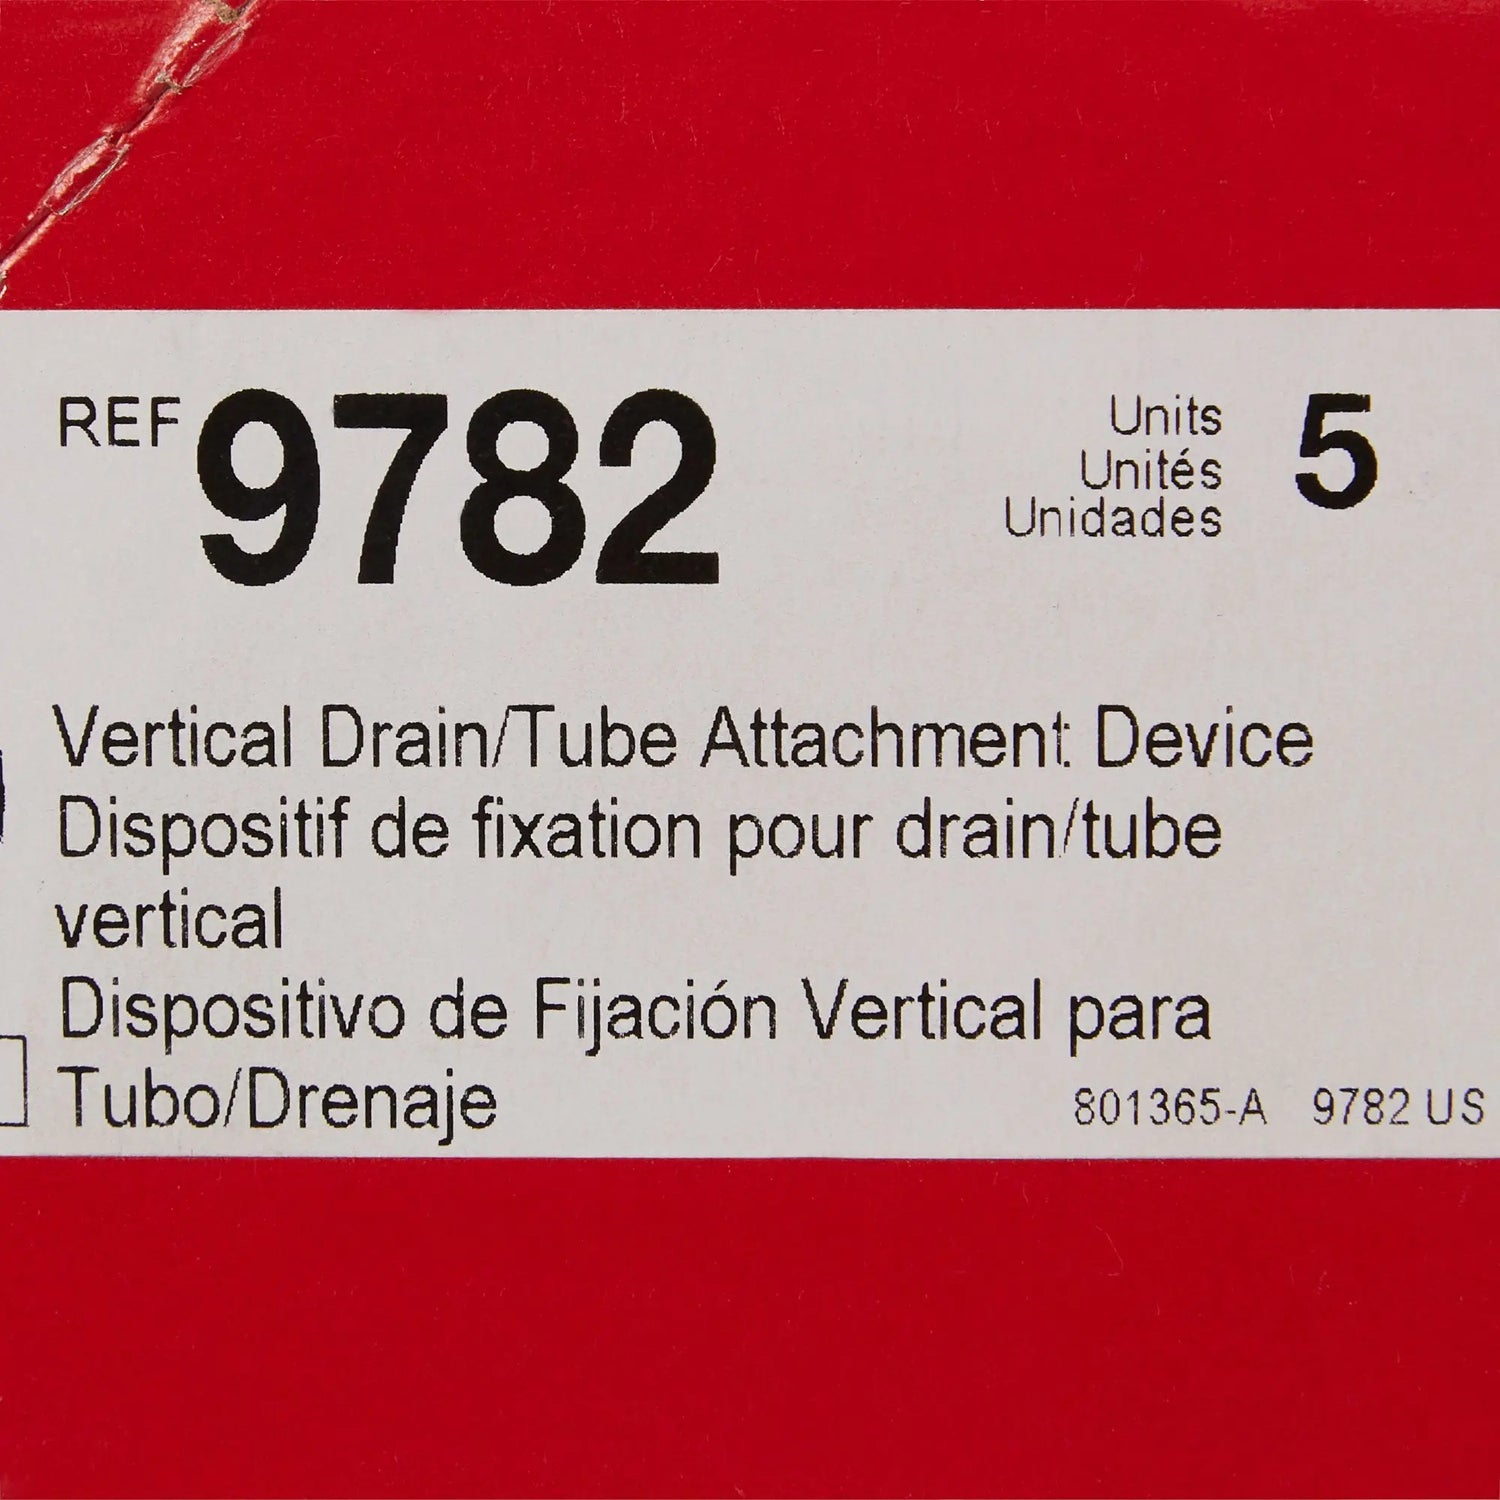 REF 9782
Units 5
Unités
Unidades
Vertical Drain/Tube Attachment Device
Dispositif de fixation pour drain/tube
vertical
Dispositivo de Fijación Vertical para
Tubo/Drenaje
801365-A 9782 US